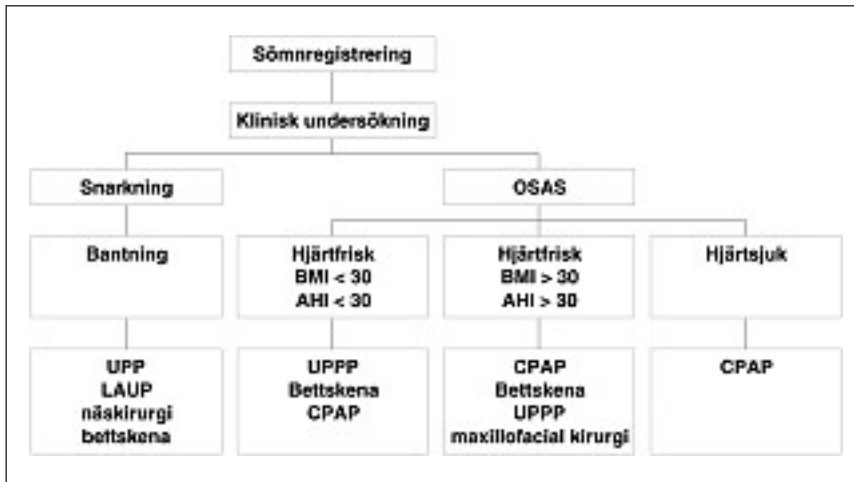 Sömnregistrering
Klinisk undersökning
Snarkning
OSAS
Bantning
Hjärtfrisk
BMI < 30
AHI < 30
Hjärtfrisk
BMI > 30
AHI > 30
Hjärtsjuk
UPP
LAUP
näskirurgi
bettskena
UPPP
Bettskena
CPAP
CPAP
Bettskena
UPPP
maxillofacial kirurgi
CPAP